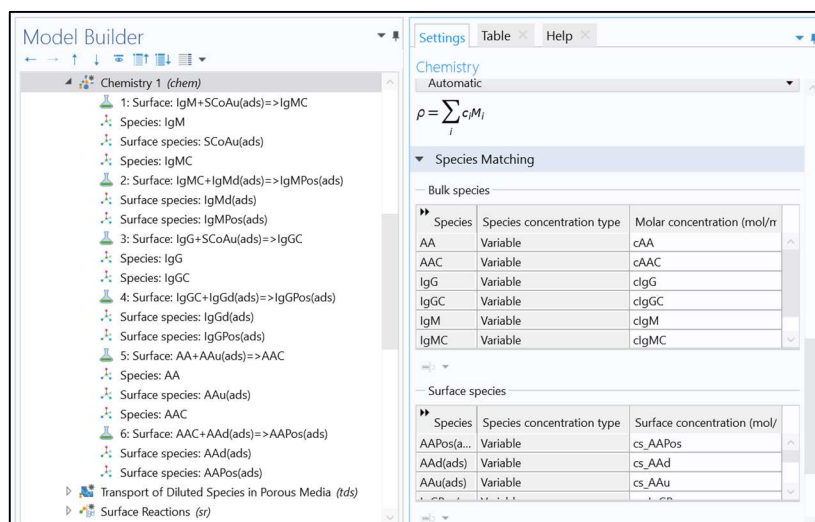 Model Builder
Chemistry 1 (chem)
1: Surface: IgM+SCoAu(ads)=>IgMC
Species: IgM
Surface species: SCoAu(ads)
Species: IgMC
2: Surface: IgMC+IgMd(ads)=>IgMPos(ads)
Surface species: IgMd(ads)
Surface species: IgMPos(ads)
3: Surface: IgG+SCoAu(ads)=>IgGC
Species: IgG
Species: IgGC
4: Surface: IgGC+IgGd(ads)=>IgGPos(ads)
Surface species: IgGd(ads)
Surface species: IgGPos(ads)
5: Surface: AA+AAu(ads)=>AAC
Species: AA
Surface species: AAu(ads)
Species: AAC
6: Surface: AAC+AAd(ads)=>AAPos(ads)
Surface species: AAd(ads)
Surface species: AAPos(ads)
Transport of Diluted Species in Porous Media (tds)
Surface Reactions (sr)
Settings Table Help
Chemistry
Automatic
ρ = ∑ cᵢMᵢ
i
Species Matching
Bulk species
Species Species concentration type Molar concentration (mol/m
AA Variable cAA
AAC Variable cAAC
IgG Variable cIgG
IgGC Variable cIgGC
IgM Variable cIgM
IgMC Variable cIgMC
Surface species
Species Species concentration type Surface concentration (mol/
AAPos(a... Variable cs_AAPos
AAd(ads) Variable cs_AAd
AAu(ads) Variable cs_AAu